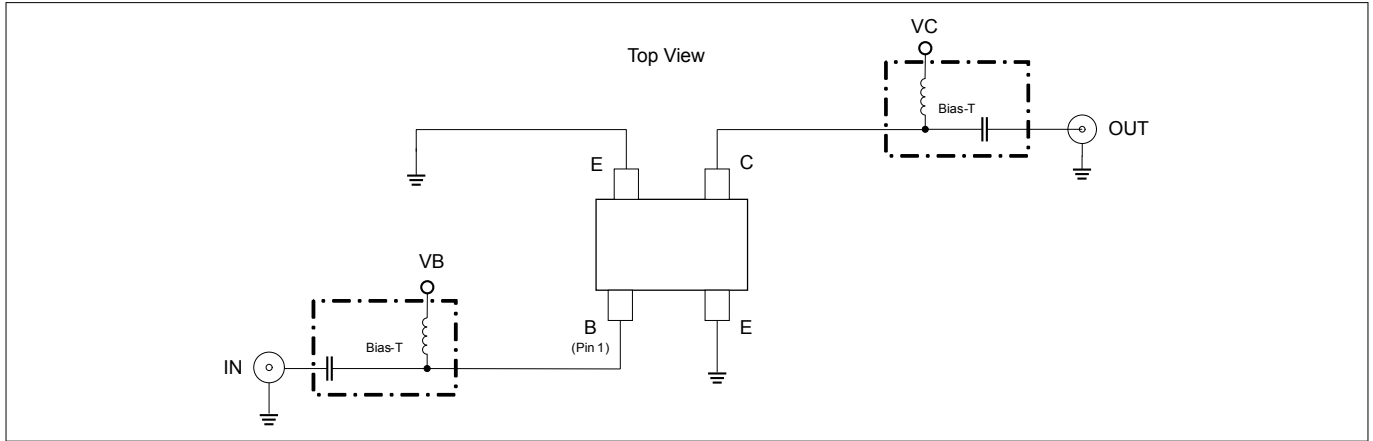 Top View
VC
Bias-T
OUT
E
C
VB
Bias-T
IN
B
(Pin 1)
E